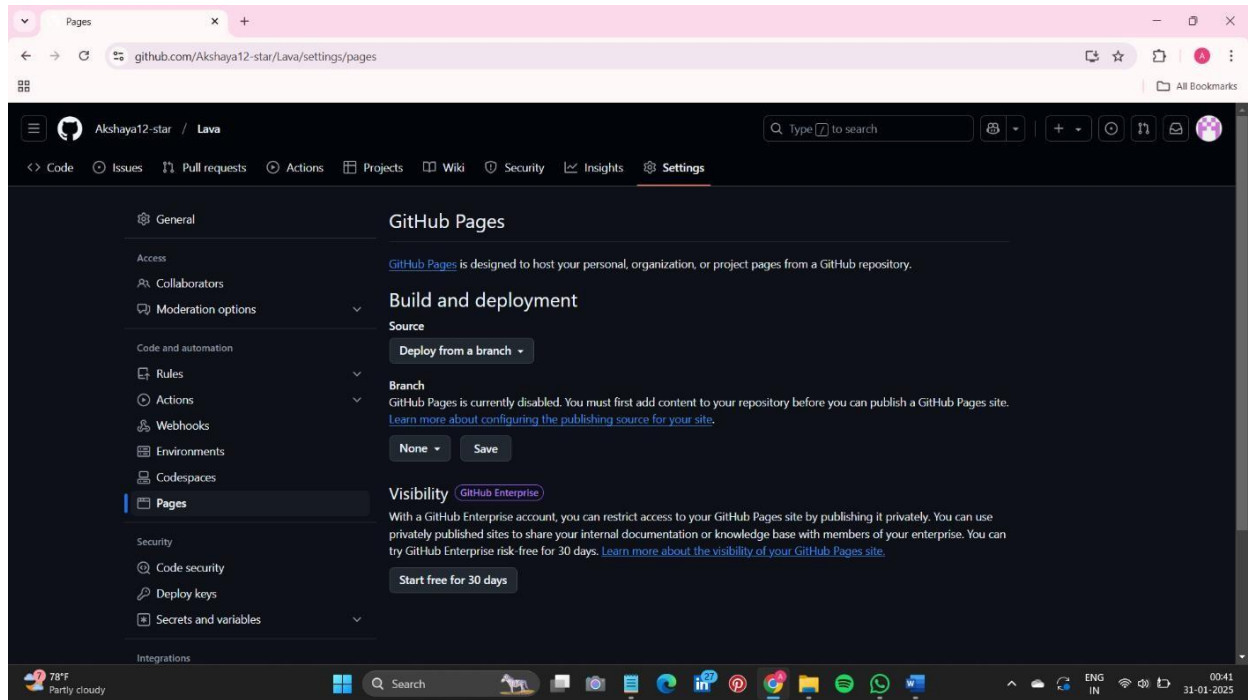 Pages
github.com/Akshaya12-star/Lava/settings/pages
A
All Bookmarks
Akshaya12-star / Lava
Type / to search
Code
Issues
Pull requests
Actions
Projects
Wiki
Security
Insights
Settings
General
Access
Collaborators
Moderation options
Code and automation
Rules
Actions
Webhooks
Environments
Codespaces
Pages
Security
Code security
Deploy keys
Secrets and variables
Integrations
GitHub Pages
GitHub Pages is designed to host your personal, organization, or project pages from a GitHub repository.
Build and deployment
Source
Deploy from a branch
Branch
GitHub Pages is currently disabled. You must first add content to your repository before you can publish a GitHub Pages site.
Learn more about configuring the publishing source for your site.
None
Save
Visibility GitHub Enterprise
With a GitHub Enterprise account, you can restrict access to your GitHub Pages site by publishing it privately. You can use
privately published sites to share your internal documentation or knowledge base with members of your enterprise. You can
try GitHub Enterprise risk-free for 30 days. Learn more about the visibility of your GitHub Pages site.
Start free for 30 days
78°F
Partly cloudy
Search
ENG
IN
00:41
31-01-2025